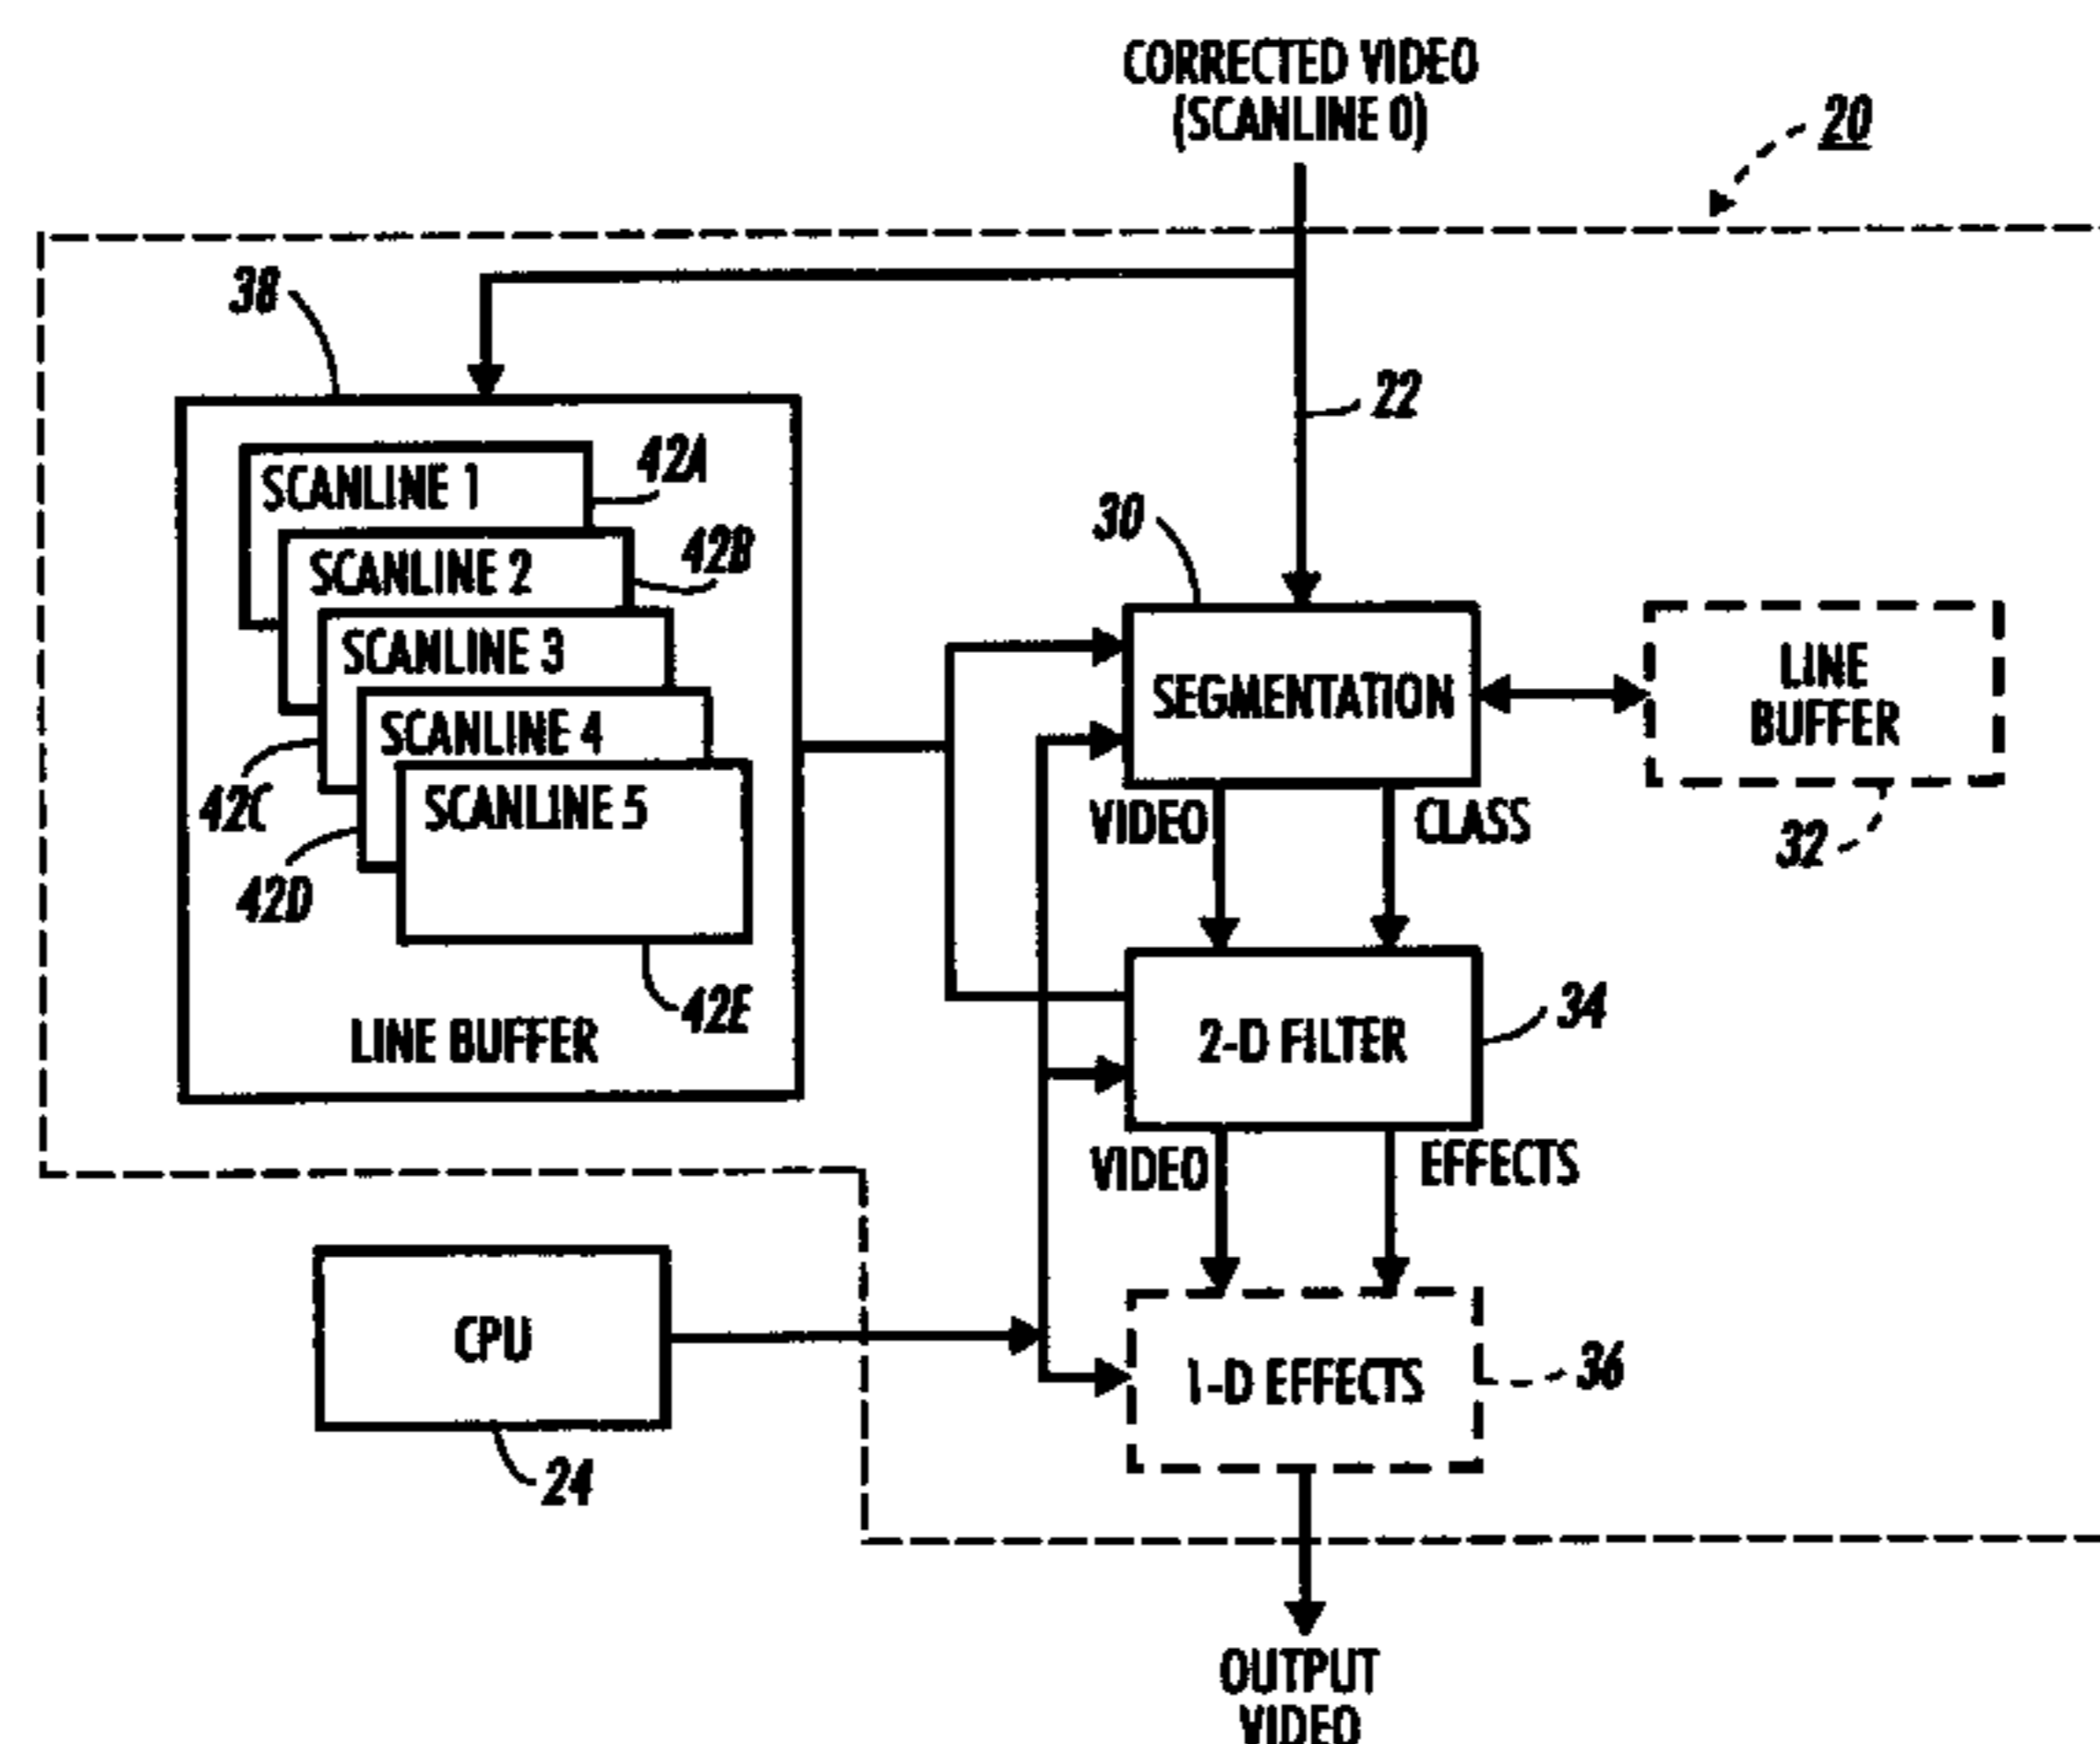 CORRECTED VIDEO
(SCANLINE 0)
20
38
22
SCANLINE 1
42A
30
SCANLINE 2
42B
SCANLINE 3
LINE
BUFFER
SEGMENTATION
SCANLINE 4
42C
SCANLINE 5
VIDEO
CLASS
32
42D
42E
34
LINE BUFFER
2-D FILTER
VIDEO
EFFECTS
CPU
1-D EFFECTS
36
24
OUTPUT
VIDEO